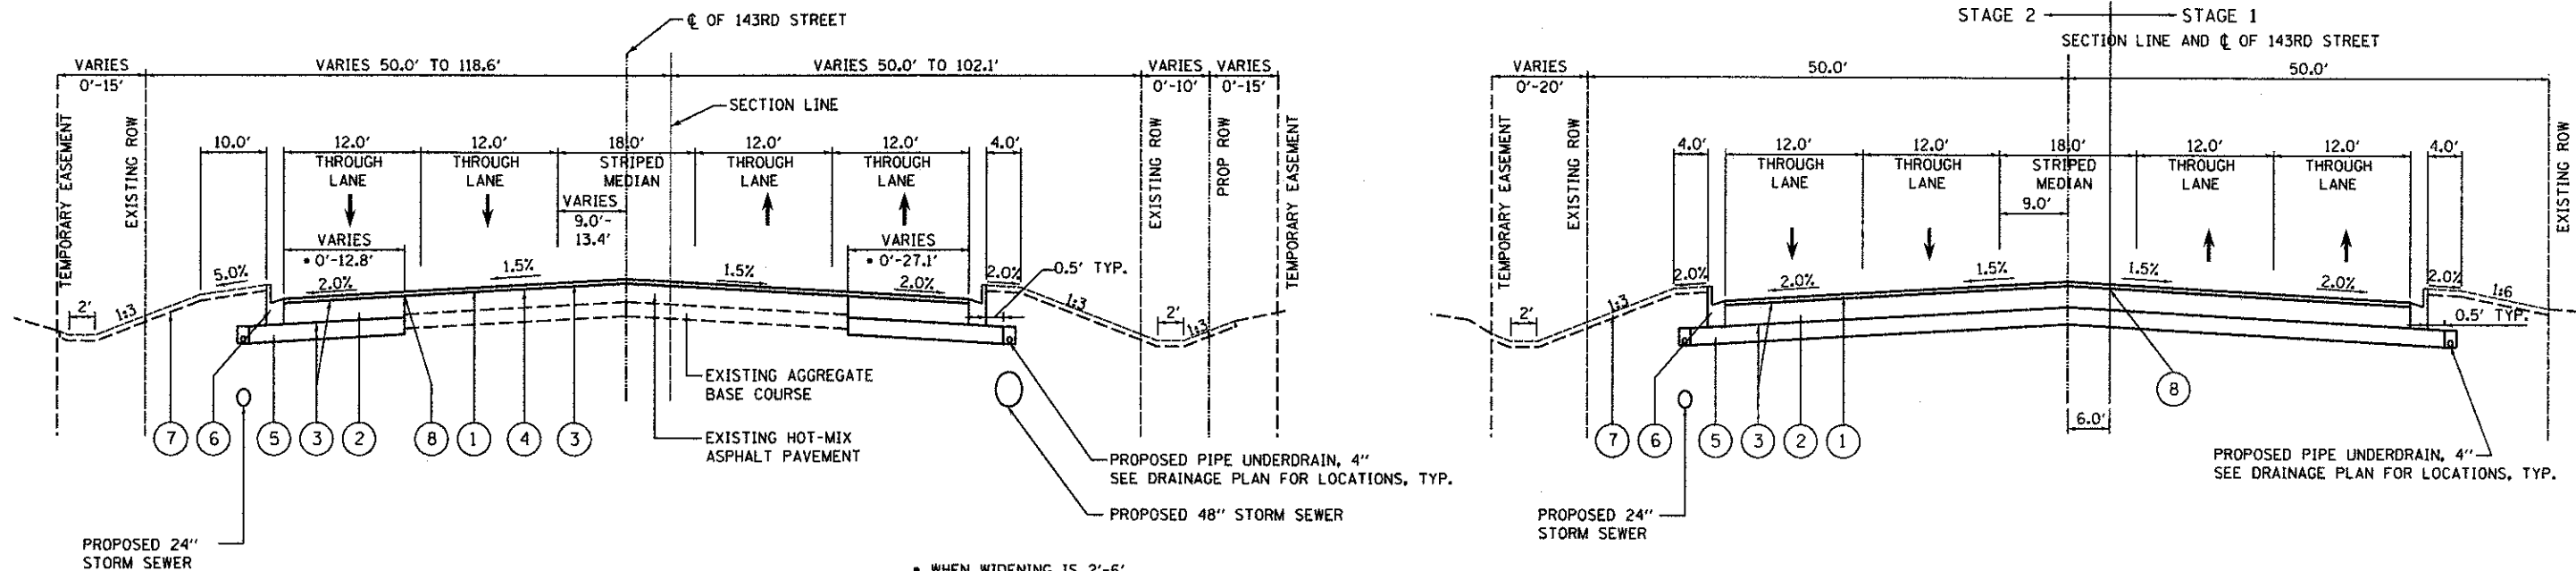 ℄ OF 143RD STREET
VARIES
0'-15'
VARIES 50.0' TO 118.6'
VARIES 50.0' TO 102.1'
VARIES
0'-10'
VARIES
0'-15'
SECTION LINE
TEMPORARY EASEMENT
EXISTING ROW
10.0'
12.0'
THROUGH
LANE
12.0'
THROUGH
LANE
18.0'
STRIPED
MEDIAN
12.0'
THROUGH
LANE
12.0'
THROUGH
LANE
4.0'
EXISTING ROW
PROP ROW
TEMPORARY EASEMENT
VARIES
9.0'-
13.4'
VARIES
• 0'-12.8'
VARIES
• 0'-27.1'
2'
1:3
5.0%
2.0%
1.5%
1.5%
2.0%
2.0%
0.5' TYP.
1:3
2'
1:3
EXISTING AGGREGATE
BASE COURSE
EXISTING HOT-MIX
ASPHALT PAVEMENT
7
6
5
3
2
8
1
4
3
PROPOSED PIPE UNDERDRAIN, 4"
SEE DRAINAGE PLAN FOR LOCATIONS, TYP.
PROPOSED 48" STORM SEWER
PROPOSED 24"
STORM SEWER
• WHEN WIDENING IS 2'-6'
STAGE 2
STAGE 1
SECTION LINE AND ℄ OF 143RD STREET
VARIES
0'-20'
50.0'
50.0'
TEMPORARY EASEMENT
EXISTING ROW
4.0'
12.0'
THROUGH
LANE
12.0'
THROUGH
LANE
18.0'
STRIPED
MEDIAN
12.0'
THROUGH
LANE
12.0'
THROUGH
LANE
4.0'
EXISTING ROW
9.0'
2'
1:3
2.0%
2.0%
1.5%
1.5%
2.0%
2.0%
1:6
0.5' TYP.
8
6.0'
7
6
5
3
2
1
PROPOSED PIPE UNDERDRAIN, 4"
SEE DRAINAGE PLAN FOR LOCATIONS, TYP.
PROPOSED 24"
STORM SEWER